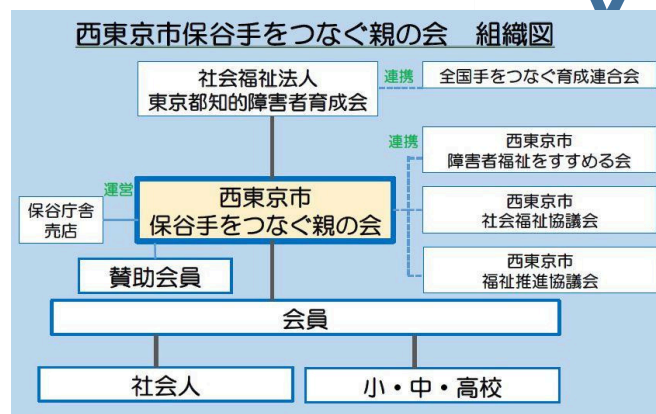 西東京市保谷手をつなぐ親の会 組織図
社会福祉法人
東京都知的障害者育成会
連携
全国手をつなぐ育成連合会
連携
西東京市
障害者福祉をすすめる会
運営
西東京市
保谷手をつなぐ親の会
保谷庁舎
売店
西東京市
社会福祉協議会
賛助会員
西東京市
福祉推進協議会
会員
社会人
小・中・高校